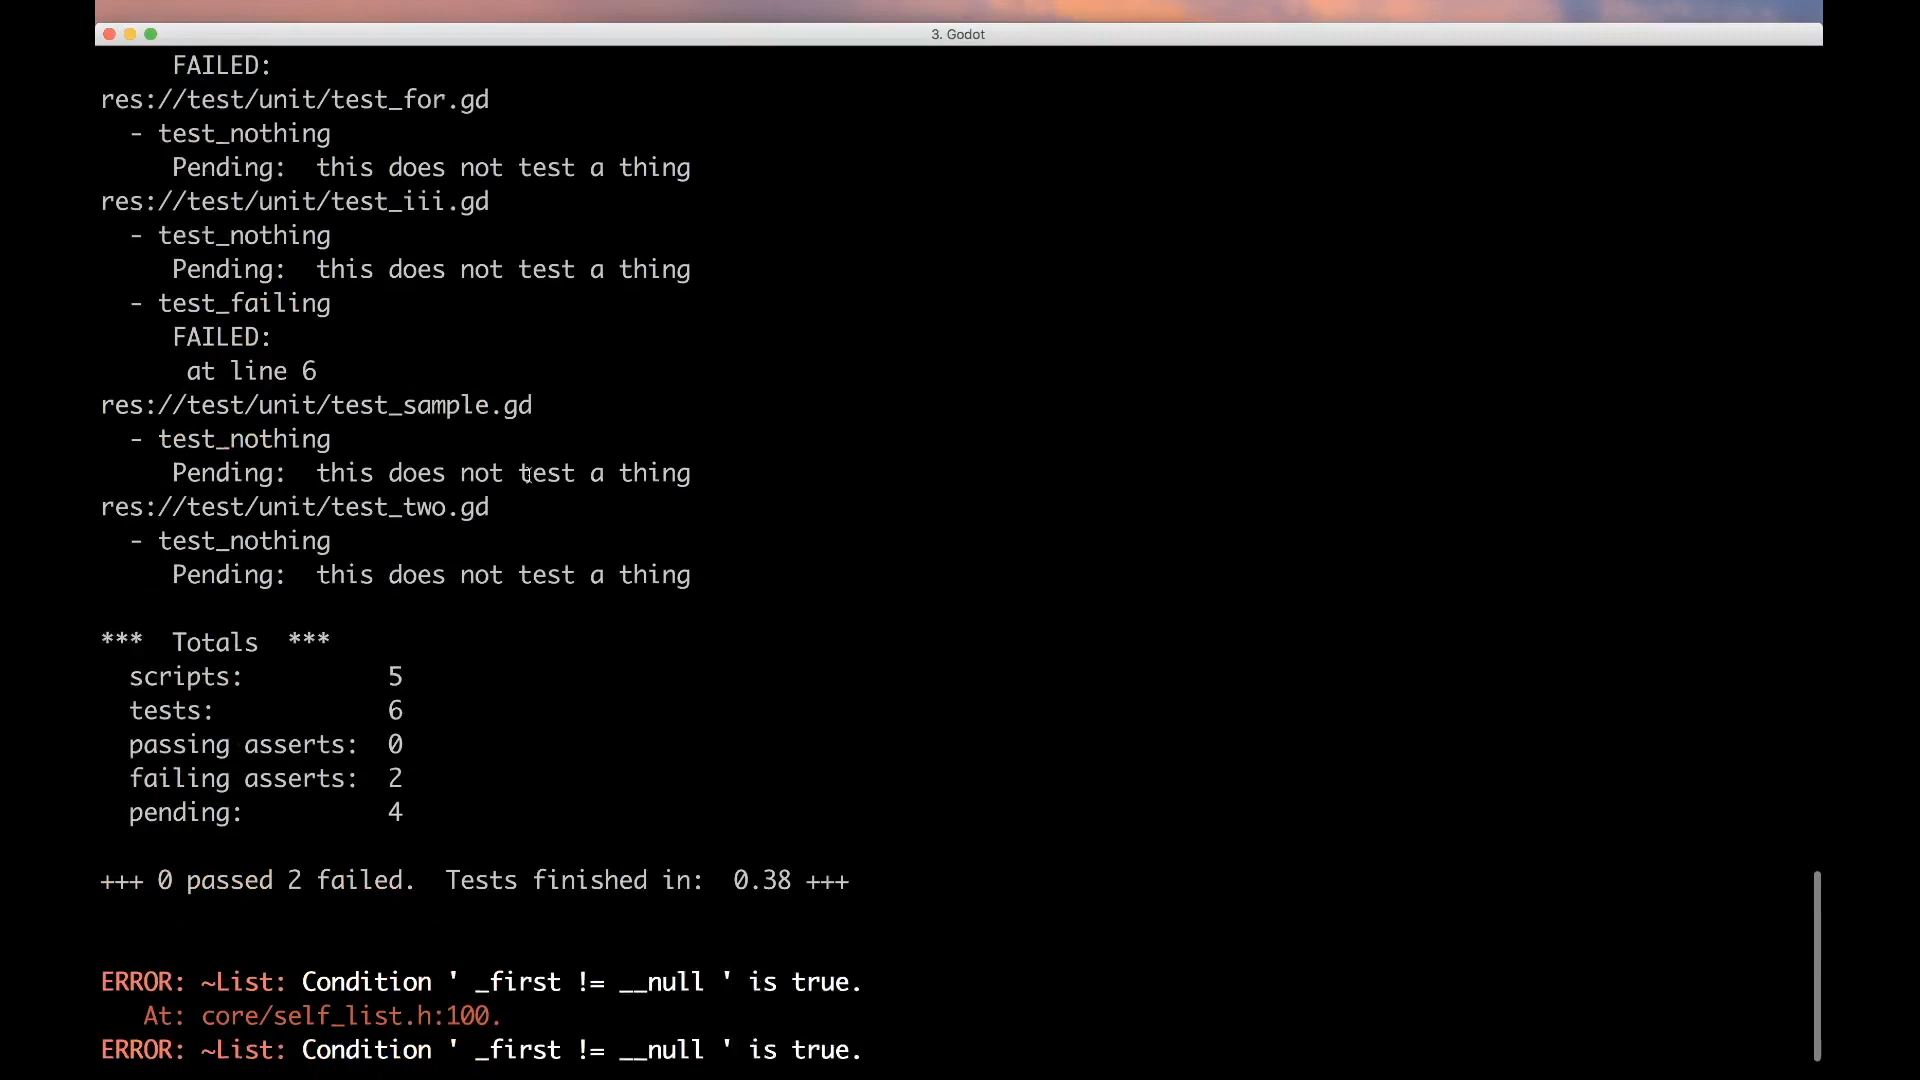 3. Godot
FAILED:
res://test/unit/test_for.gd
- test_nothing
Pending:  this does not test a thing
res://test/unit/test_iii.gd
- test_nothing
Pending:  this does not test a thing
- test_failing
FAILED:
at line 6
res://test/unit/test_sample.gd
- test_nothing
Pending:  this does not test a thing
res://test/unit/test_two.gd
- test_nothing
Pending:  this does not test a thing
***  Totals  ***
scripts:          5
tests:            6
passing asserts:  0
failing asserts:  2
pending:          4
+++ 0 passed 2 failed.  Tests finished in:  0.38 +++
ERROR: ~List: Condition ' _first != __null ' is true.
At: core/self_list.h:100.
ERROR: ~List: Condition ' _first != __null ' is true.